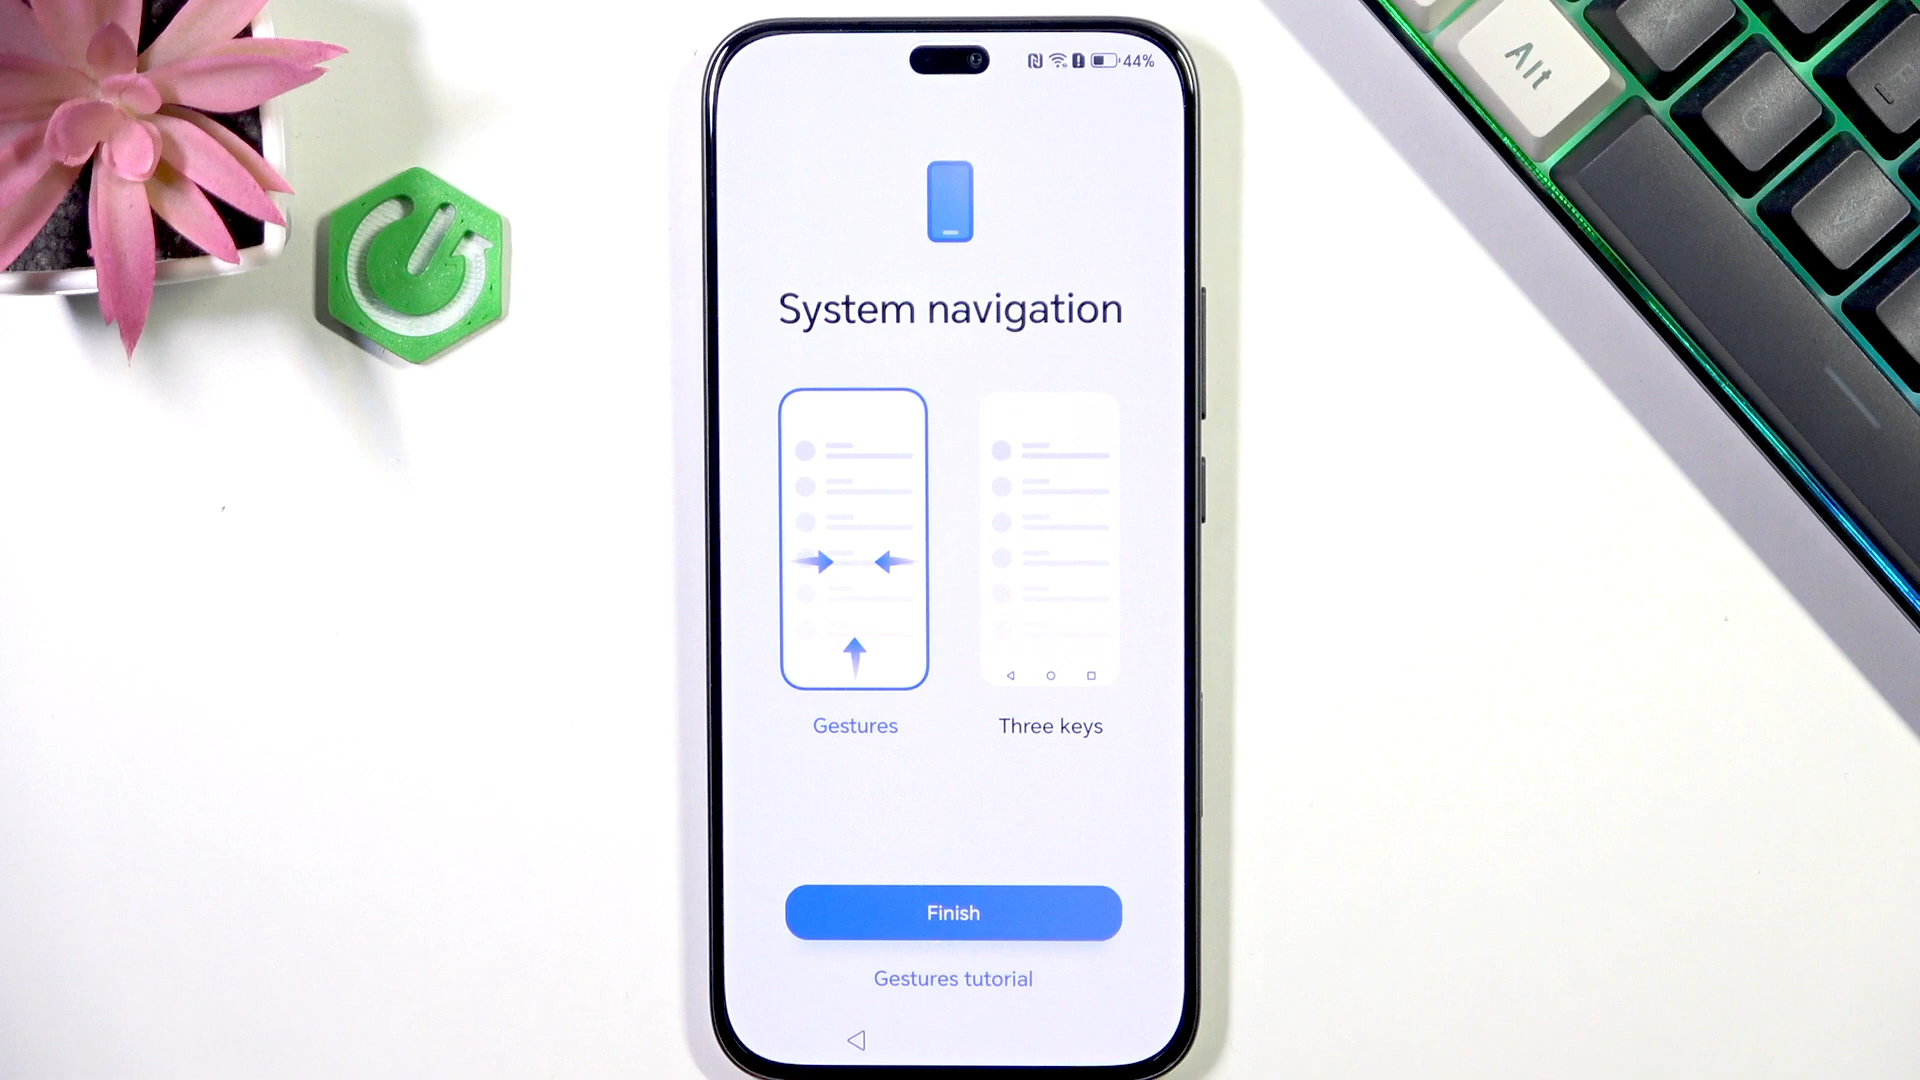 44%
Alt
System navigation
Gestures
Three keys
Finish
Gestures tutorial